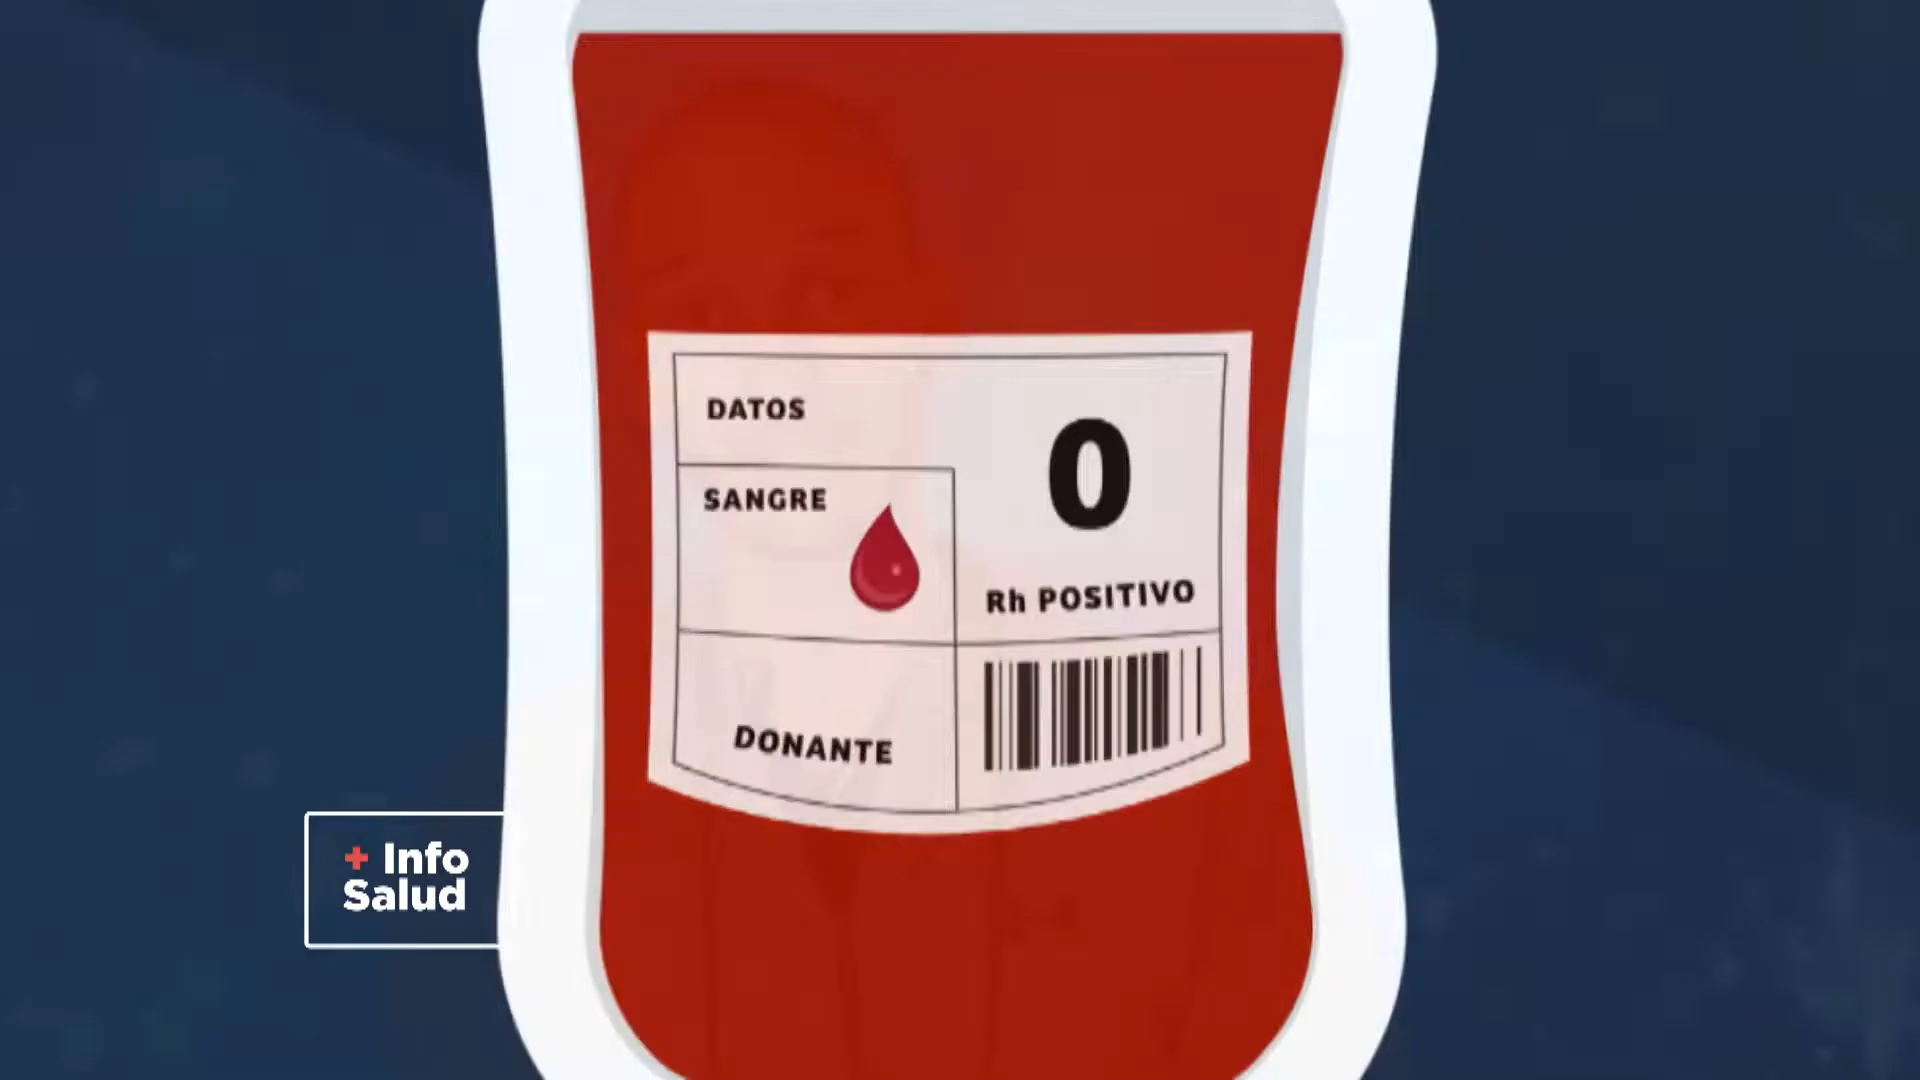 DATOS
SANGRE
0
Rh POSITIVO
DONANTE
+ Info
Salud